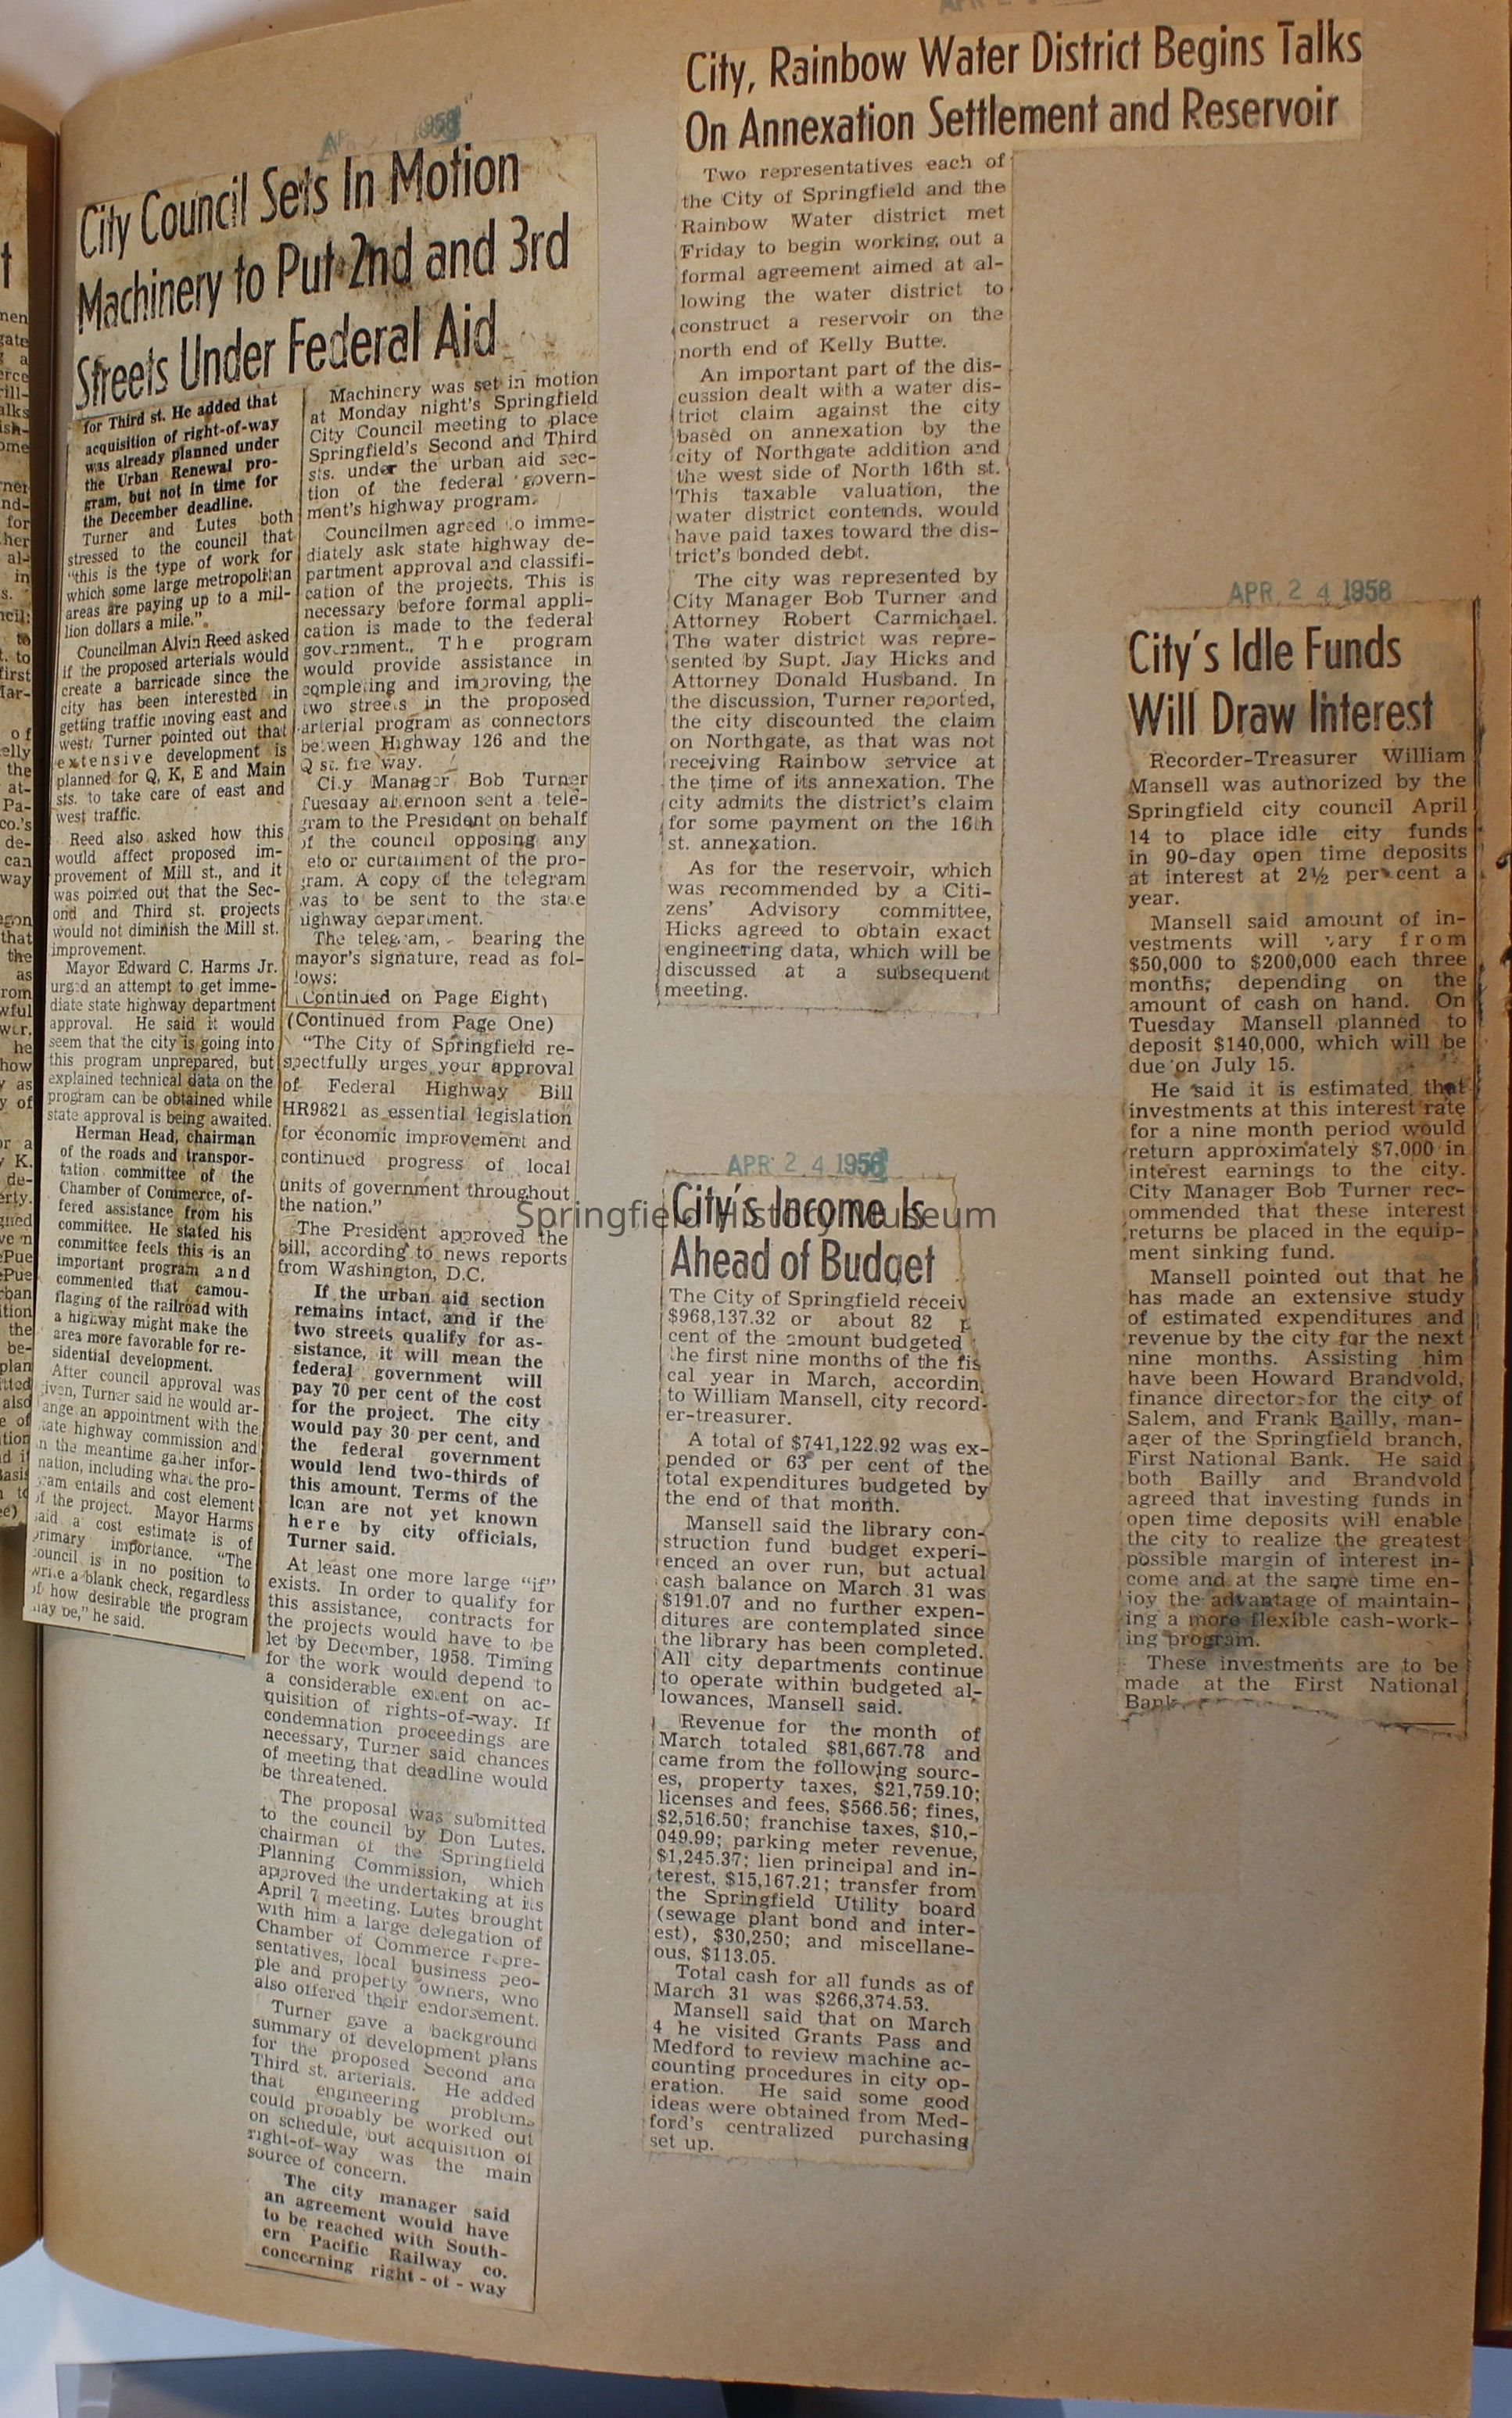 City Council Sets In Motion
Machinery to Put 2nd and 3rd
Streets Under Federal Aid
Machinery was set in motion
at Monday night's Springfield
City Council meeting to place
Springfield's Second and Third
sts. under the urban aid sec-
tion of the federal govern-
ment's highway program.
Councilmen agreed to imme-
diately ask state highway de-
partment approval and classifi-
cation of the projects. This is
necessary before formal appli-
cation is made to the federal
government. The program
would provide assistance in
completing and improving the
two streets in the proposed
arterial program as connectors
between Highway 126 and the
Q st. freeway.
City Manager Bob Turner
Tuesday afternoon sent a tele-
gram to the President on behalf
of the council opposing any
veto or curtailment of the pro-
gram. A copy of the telegram
was to be sent to the state
highway department.
The telegram, bearing the
mayor's signature, read as fol-
lows:
(Continued on Page Eight)
(Continued from Page One)
"The City of Springfield re-
spectfully urges your approval
of Federal Highway Bill
HR9821 as essential legislation
for economic improvement and
continued progress of local
units of government throughout
the nation."
The President approved the
bill, according to news reports
from Washington, D.C.
If the urban aid section
remains intact, and if the
two streets qualify for as-
sistance, it will mean the
federal government will
pay 70 per cent of the cost
for the project. The city
would pay 30 per cent, and
the federal government
would lend two-thirds of
this amount. Terms of the
loan are not yet known
here by city officials,
Turner said.
At least one more large "if"
exists. In order to qualify for
this assistance, contracts for
the projects would have to be
let by December, 1958. Timing
for the work would depend to
a considerable extent on ac-
quisition of rights-of-way. If
condemnation proceedings are
necessary, Turner said chances
of meeting that deadline would
be threatened.
The proposal was submitted
to the council by Don Lutes,
chairman of the Springfield
Planning Commission, which
approved the undertaking at its
April 7 meeting. Lutes brought
with him a large delegation of
Chamber of Commerce repre-
sentatives, local business peo-
ple and property owners, who
also offered their endorsement.
Turner gave a background
summary of development plans
for the proposed Second and
Third st. arterials. He added
that engineering problems
could probably be worked out
on schedule, but acquisition of
right-of-way was the main
source of concern.
The city manager said
an agreement would have
to be reached with South-
ern Pacific Railway co.
concerning right-of-way
for Third st. He added that
acquisition of right-of-way
was already planned under
the Urban Renewal pro-
gram, but not in time for
the December deadline.
Turner and Lutes both
stressed to the council that
"this is the type of work for
which some large metropolitan
areas are paying up to a mil-
lion dollars a mile."
Councilman Alvin Reed asked
if the proposed arterials would
create a barricade since the
city has been interested in
getting traffic moving east and
west. Turner pointed out that
extensive development is
planned for Q, K, E and Main
sts. to take care of east and
west traffic.
Reed also asked how this
would affect proposed im-
provement of Mill st., and it
was pointed out that the Sec-
ond and Third st. projects
would not diminish the Mill st.
improvement.
Mayor Edward C. Harms Jr.
urged an attempt to get imme-
diate state highway department
approval. He said it would
seem that the city is going into
this program unprepared, but
explained technical data on the
program can be obtained while
state approval is being awaited.
Herman Head, chairman
of the roads and transpor-
tation committee of the
Chamber of Commerce, of-
fered assistance from his
committee. He stated his
committee feels this is an
important program and
commented that camou-
flaging of the railroad with
a highway might make the
area more favorable for re-
sidential development.
After council approval was
given, Turner said he would ar-
range an appointment with the
state highway commission and
in the meantime gather infor-
mation, including what the pro-
gram entails and cost element
of the project. Mayor Harms
said a cost estimate is of
primary importance. "The
council is in no position to
write a blank check, regardless
of how desirable the program
may be," he said.
City, Rainbow Water District Begins Talks
On Annexation Settlement and Reservoir
Two representatives each of
the City of Springfield and the
Rainbow Water district met
Friday to begin working out a
formal agreement aimed at al-
lowing the water district to
construct a reservoir on the
north end of Kelly Butte.
An important part of the dis-
cussion dealt with a water dis-
trict claim against the city
based on annexation by the
city of Northgate addition and
the west side of North 16th st.
This taxable valuation, the
water district contends, would
have paid taxes toward the dis-
trict's bonded debt.
The city was represented by
City Manager Bob Turner and
Attorney Robert Carmichael.
The water district was repre-
sented by Supt. Jay Hicks and
Attorney Donald Husband. In
the discussion, Turner reported,
the city discounted the claim
on Northgate, as that was not
receiving Rainbow service at
the time of its annexation. The
city admits the district's claim
for some payment on the 16th
st. annexation.
As for the reservoir, which
was recommended by a Citi-
zens' Advisory committee,
Hicks agreed to obtain exact
engineering data, which will be
discussed at a subsequent
meeting.
APR 24 1958
City's Income Is
Ahead of Budget
The City of Springfield receiv
$968,137.32 or about 82 p
cent of the amount budgeted
the first nine months of the fis
cal year in March, accordin
to William Mansell, city record-
er-treasurer.
A total of $741,122.92 was ex-
pended or 63 per cent of the
total expenditures budgeted by
the end of that month.
Mansell said the library con-
struction fund budget experi-
enced an over run, but actual
cash balance on March 31 was
$191.07 and no further expen-
ditures are contemplated since
the library has been completed.
All city departments continue
to operate within budgeted al-
lowances, Mansell said.
Revenue for the month of
March totaled $81,667.78 and
came from the following sourc-
es, property taxes, $21,759.10;
licenses and fees, $566.56; fines,
$2,516.50; franchise taxes, $10,-
049.99; parking meter revenue,
$1,245.37; lien principal and in-
terest, $15,167.21; transfer from
the Springfield Utility board
(sewage plant bond and inter-
est), $30,250; and miscellane-
ous, $113.05.
Total cash for all funds as of
March 31 was $266,374.53.
Mansell said that on March
4 he visited Grants Pass and
Medford to review machine ac-
counting procedures in city op-
eration. He said some good
ideas were obtained from Med-
ford's centralized purchasing
set up.
APR 24 1958
City's Idle Funds
Will Draw Interest
Recorder-Treasurer William
Mansell was authorized by the
Springfield city council April
14 to place idle city funds
in 90-day open time deposits
at interest at 2½ per cent a
year.
Mansell said amount of in-
vestments will vary from
$50,000 to $200,000 each three
months, depending on the
amount of cash on hand. On
Tuesday Mansell planned to
deposit $140,000, which will be
due on July 15.
He said it is estimated that
investments at this interest rate
for a nine month period would
return approximately $7,000 in
interest earnings to the city.
City Manager Bob Turner rec-
ommended that these interest
returns be placed in the equip-
ment sinking fund.
Mansell pointed out that he
has made an extensive study
of estimated expenditures and
revenue by the city for the next
nine months. Assisting him
have been Howard Brandvold,
finance director for the city of
Salem, and Frank Bailly, man-
ager of the Springfield branch,
First National Bank. He said
both Bailly and Brandvold
agreed that investing funds in
open time deposits will enable
the city to realize the greatest
possible margin of interest in-
come and at the same time en-
joy the advantage of maintain-
ing a more flexible cash-work-
ing program.
These investments are to be
made at the First National
Bank.
Springfield History Museum